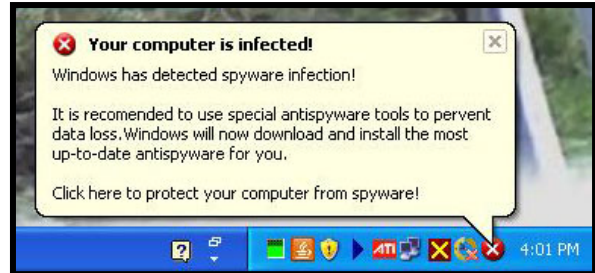 Your computer is infected!
Windows has detected spyware infection!
It is recomended to use special antispyware tools to pervent
data loss.Windows will now download and install the most
up-to-date antispyware for you.
Click here to protect your computer from spyware!
ATI
4:01 PM